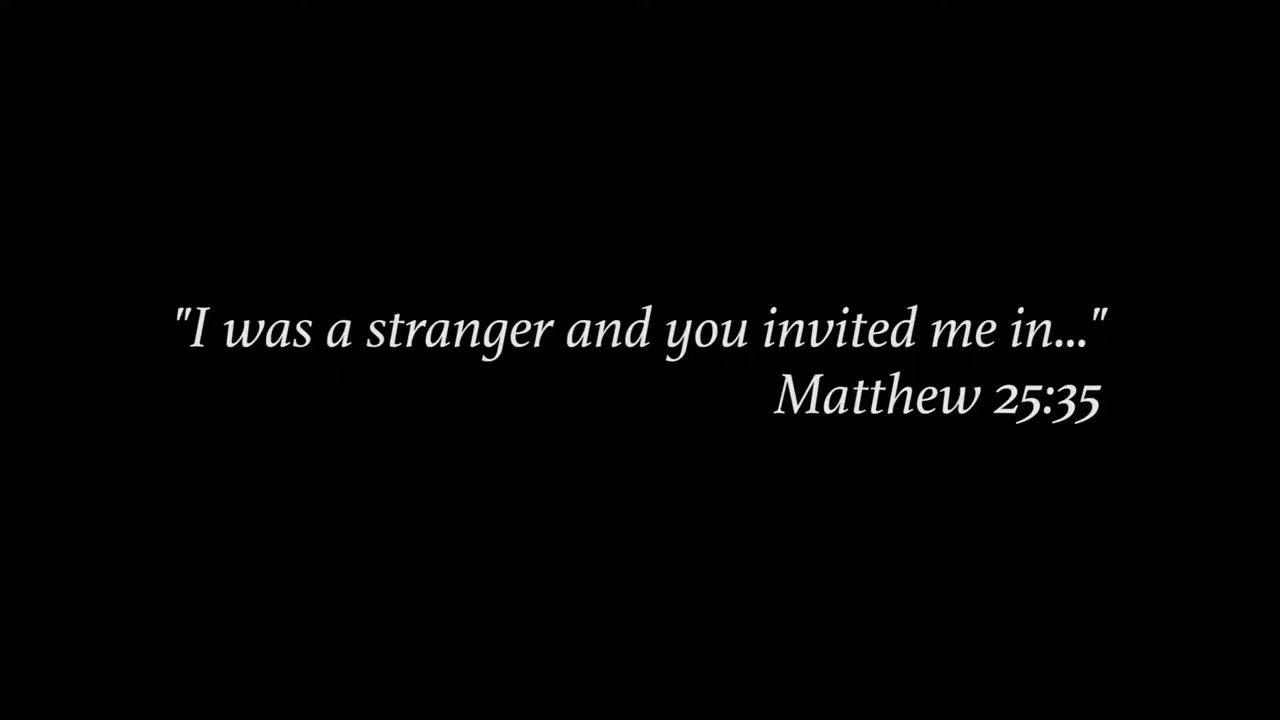 "I was a stranger and you invited me in..."
Matthew 25:35